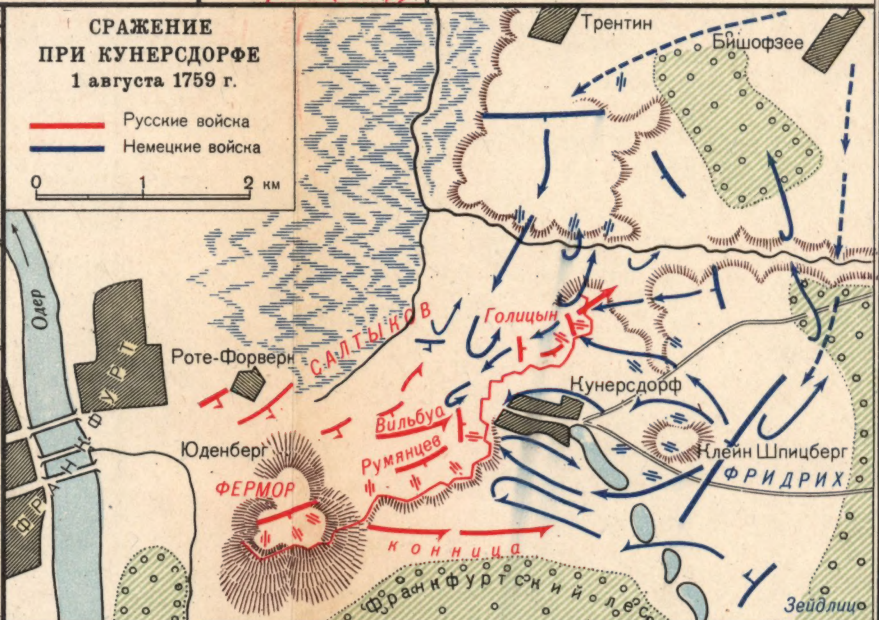 СРАЖЕНИЕ
ПРИ КУНЕРСДОРФЕ
1 августа 1759 г.
Русские войска
Немецкие войска
0 1 2 км
Трентин
Бишофзее
Одер
ФРАНКФУРТ
Роте-Форверк
САЛТЫКОВ
Голицын
Кунерсдорф
Вильбуа
Румянцев
Юденберг
ФЕРМОР
Клейн Шпицберг
ФРИДРИХ
конница
Франкфуртский лес
Зейдлиц